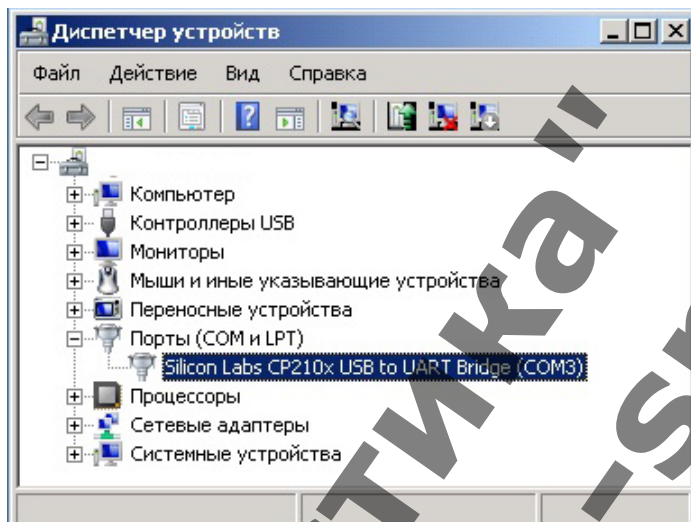 Диспетчер устройств
Файл Действие Вид Справка
Компьютер
Контроллеры USB
Мониторы
Мыши и иные указывающие устройства
Переносные устройства
Порты (COM и LPT)
Silicon Labs CP210x USB to UART Bridge (COM3)
Процессоры
Сетевые адаптеры
Системные устройства